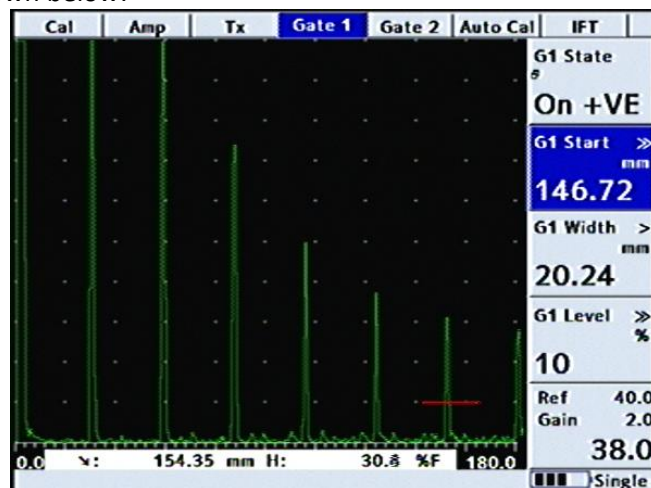 Cal Amp Tx Gate 1 Gate 2 Auto Cal IFT
G1 State
On +VE
G1 Start >>
mm
146.72
G1 Width >
mm
20.24
G1 Level >>
%
10
Ref 40.0
Gain 2.0
38.0
0.0 ↘: 154.35 mm H: %F 180.0
Single